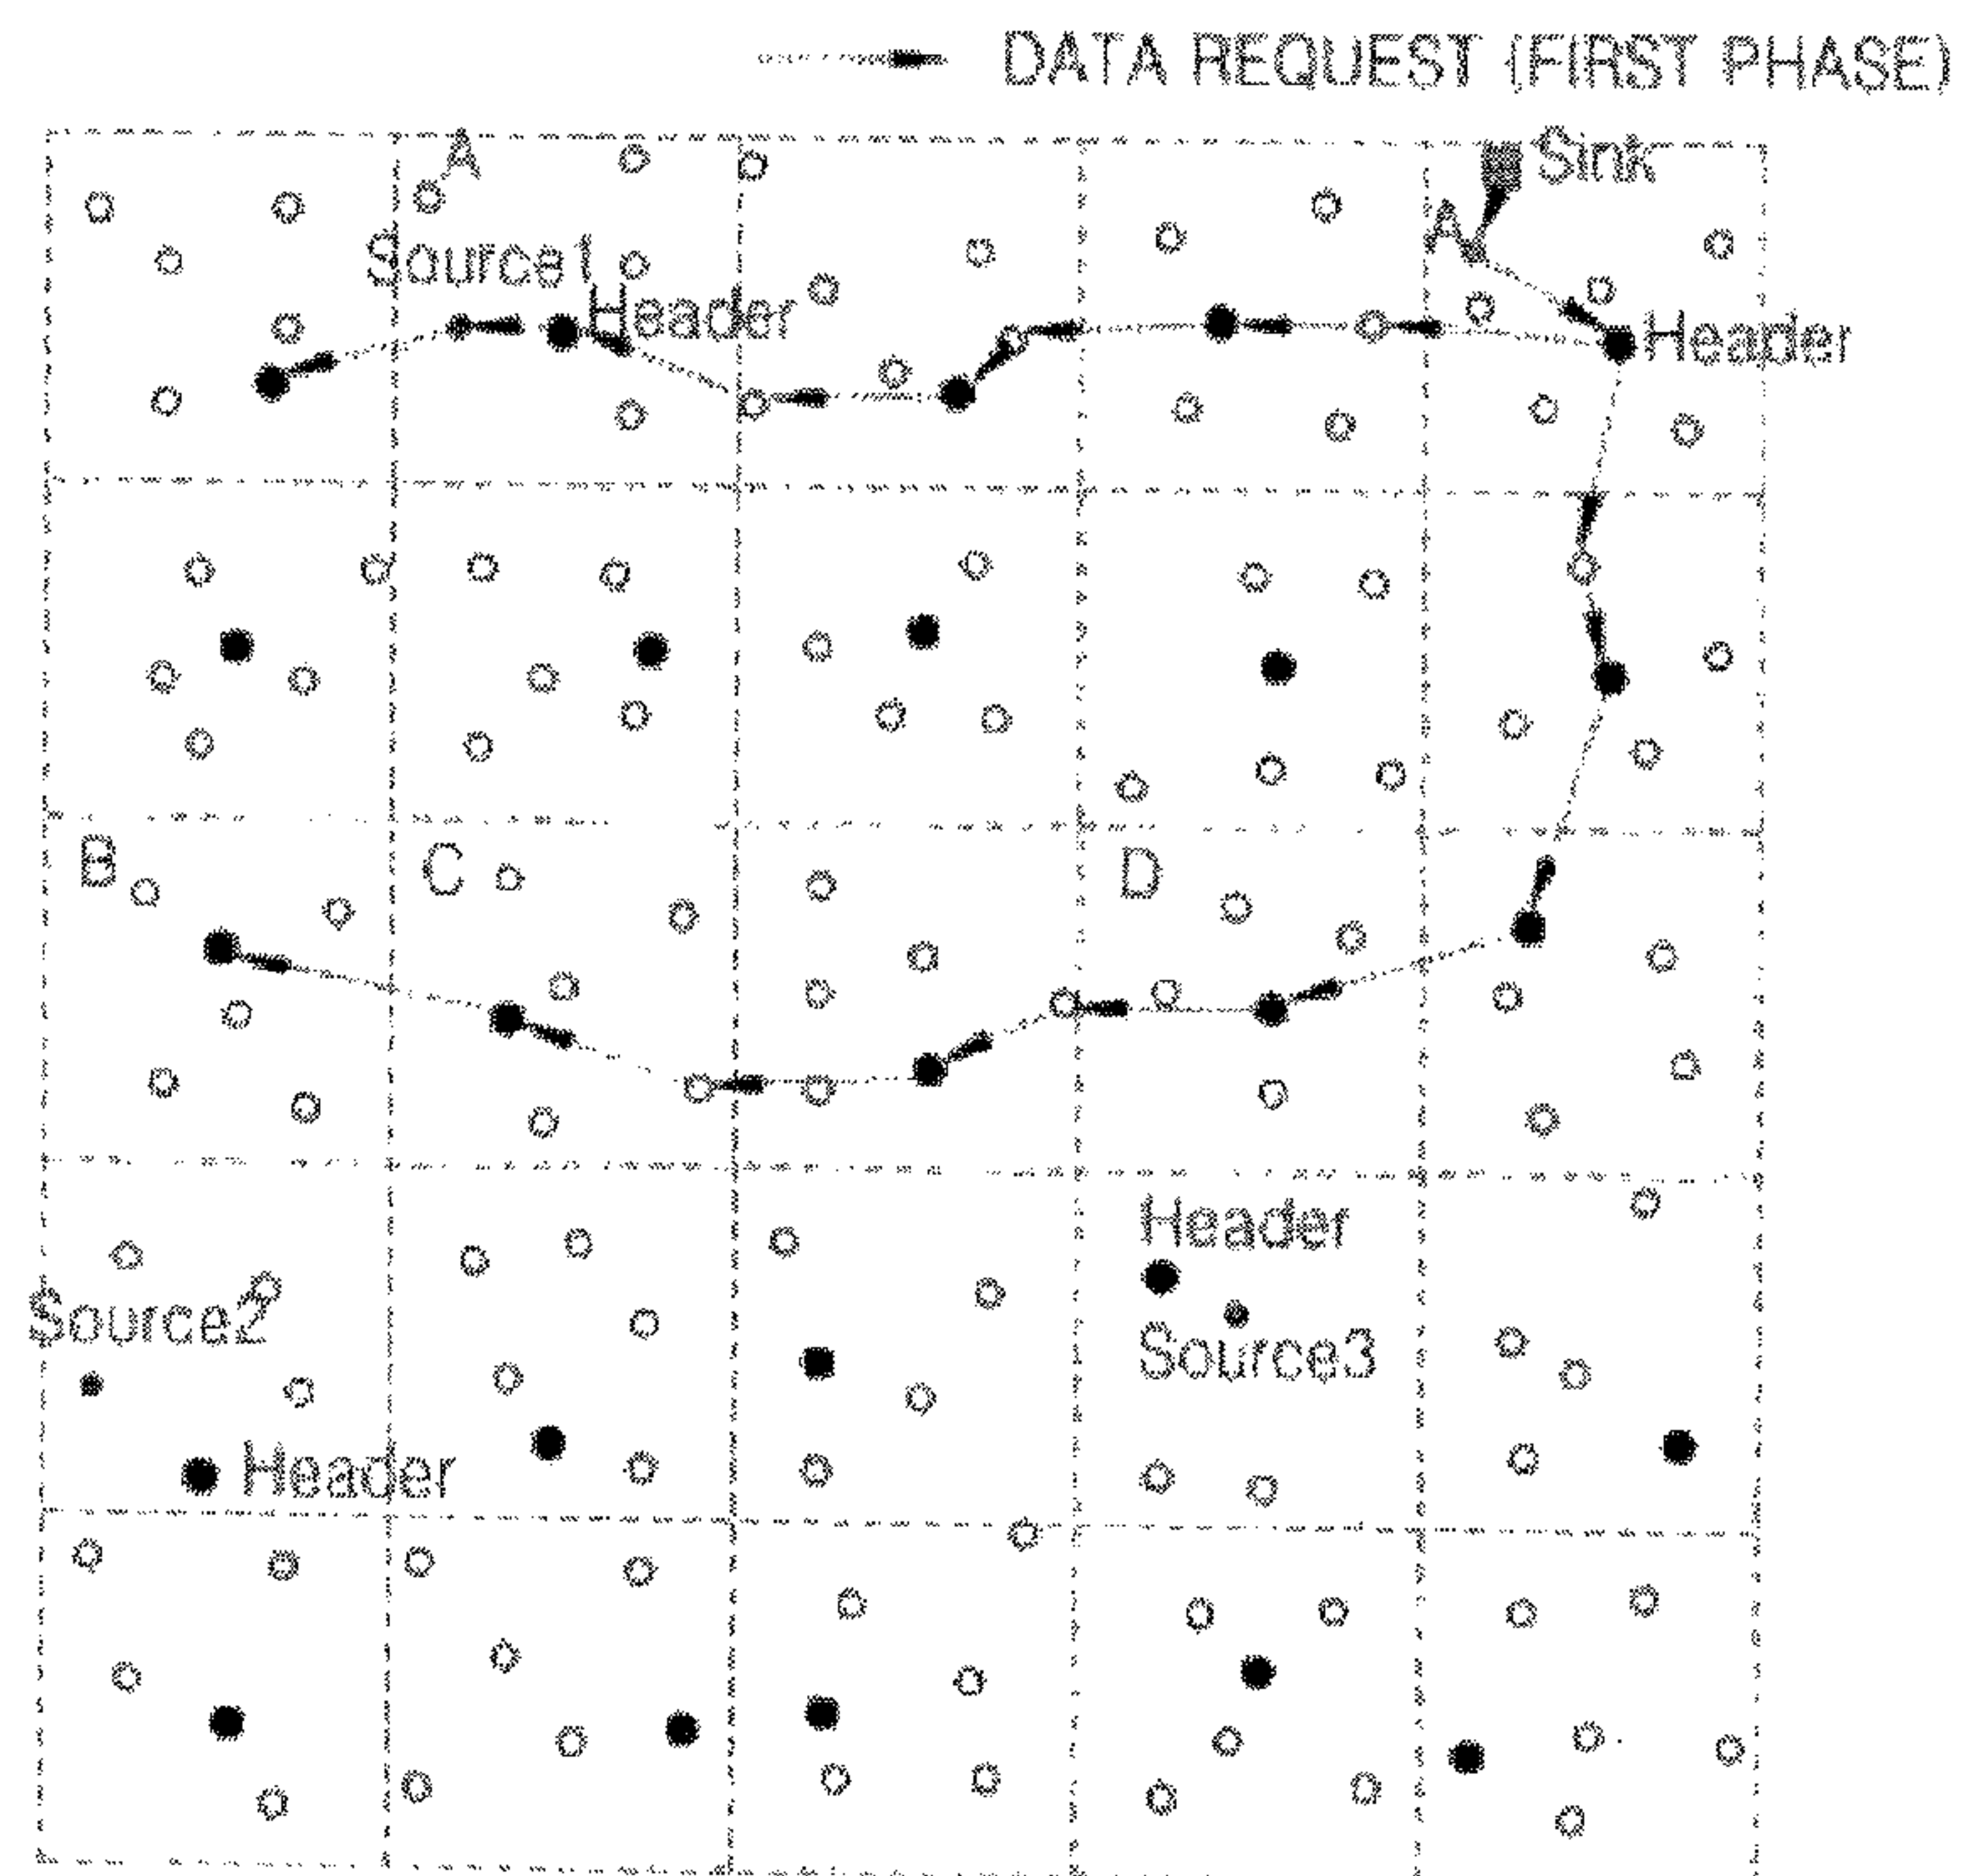 DATA REQUEST (FIRST PHASE)
A
Sink
Source1
A
Header
Header
B
C
D
Header
Source2
Source3
Header